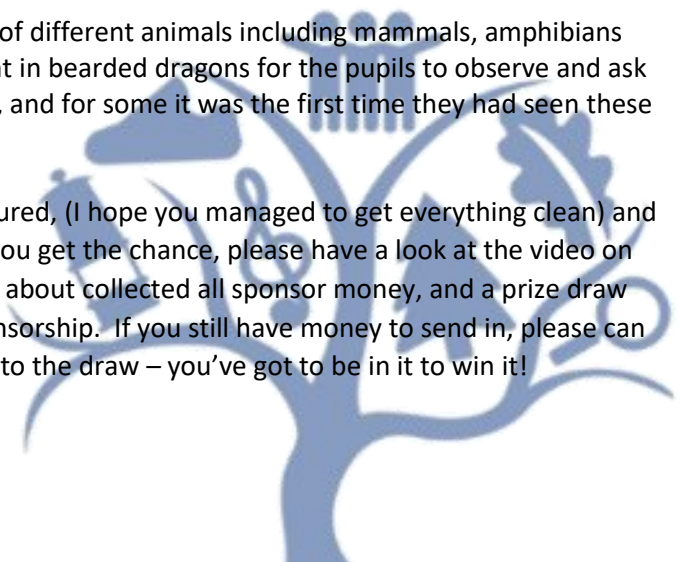 of different animals including mammals, amphibians
in bearded dragons for the pupils to observe and ask
, and for some it was the first time they had seen these
(I hope you managed to get everything clean) and
ou get the chance, please have a look at the video on
about collected all sponsor money, and a prize draw
nsorship.  If you still have money to send in, please can
to the draw – you’ve got to be in it to win it!